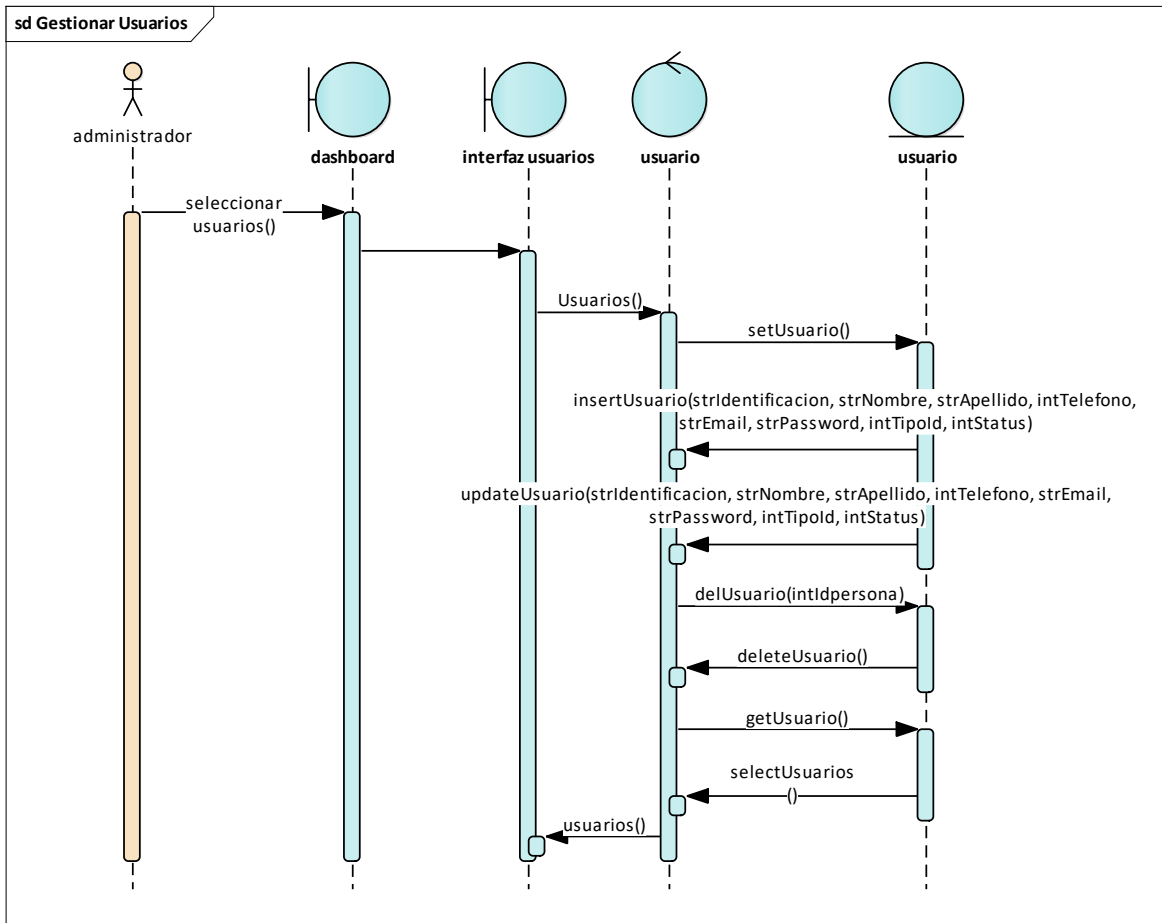 sd Gestionar Usuarios
administrador
dashboard
interfaz usuarios
usuario
usuario
seleccionar
usuarios()
Usuarios()
setUsuario()
insertUsuario(strIdentificacion, strNombre, strApellido, intTelefono,
strEmail, strPassword, intTipoId, intStatus)
updateUsuario(strIdentificacion, strNombre, strApellido, intTelefono, strEmail,
strPassword, intTipoId, intStatus)
delUsuario(intIdpersona)
deleteUsuario()
getUsuario()
selectUsuarios
()
usuarios()